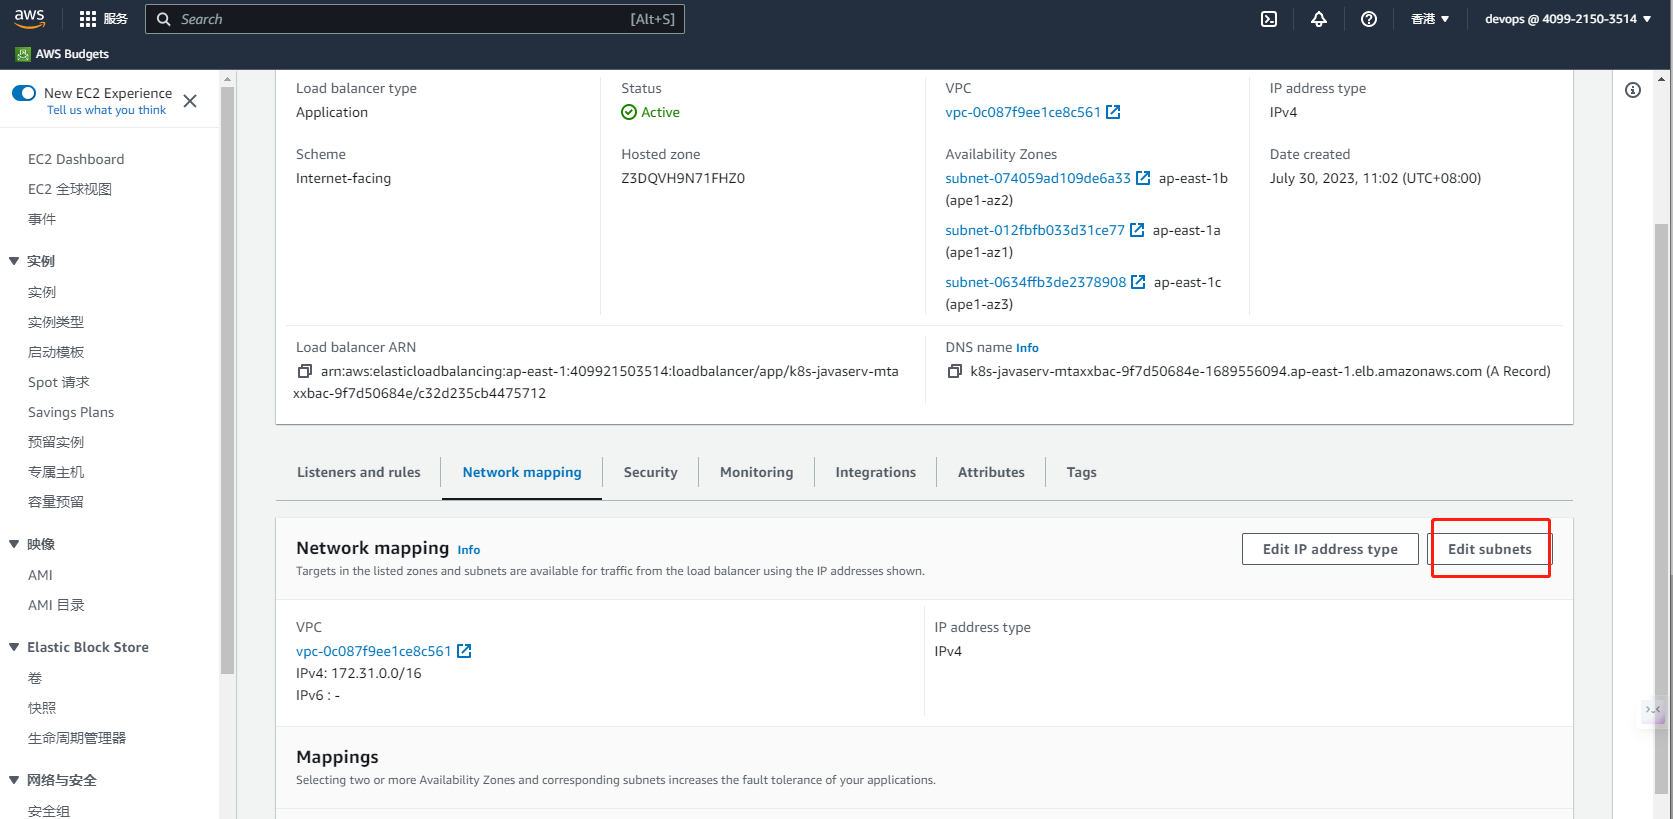 aws
服务
Search
[Alt+S]
香港 ▼
devops @ 4099-2150-3514 ▼
AWS Budgets
New EC2 Experience
Tell us what you think
EC2 Dashboard
EC2 全球视图
事件
实例
实例
实例类型
启动模板
Spot 请求
Savings Plans
预留实例
专属主机
容量预留
映像
AMI
AMI 目录
Elastic Block Store
卷
快照
生命周期管理器
网络与安全
安全组
Load balancer type
Application
Status
Active
VPC
vpc-0c087f9ee1ce8c561
IP address type
IPv4
Scheme
Internet-facing
Hosted zone
Z3DQVH9N71FHZ0
Availability Zones
subnet-074059ad109de6a33 ap-east-1b
(ape1-az2)
subnet-012fbfb033d31ce77 ap-east-1a
(ape1-az1)
subnet-0634ffb3de2378908 ap-east-1c
(ape1-az3)
Date created
July 30, 2023, 11:02 (UTC+08:00)
Load balancer ARN
arn:aws:elasticloadbalancing:ap-east-1:409921503514:loadbalancer/app/k8s-javaserv-mta
xxbac-9f7d50684e/c32d235cb4475712
DNS name Info
k8s-javaserv-mtaxxbac-9f7d50684e-1689556094.ap-east-1.elb.amazonaws.com (A Record)
Listeners and rules
Network mapping
Security
Monitoring
Integrations
Attributes
Tags
Network mapping Info
Targets in the listed zones and subnets are available for traffic from the load balancer using the IP addresses shown.
Edit IP address type
Edit subnets
VPC
vpc-0c087f9ee1ce8c561
IPv4: 172.31.0.0/16
IPv6 : -
IP address type
IPv4
Mappings
Selecting two or more Availability Zones and corresponding subnets increases the fault tolerance of your applications.